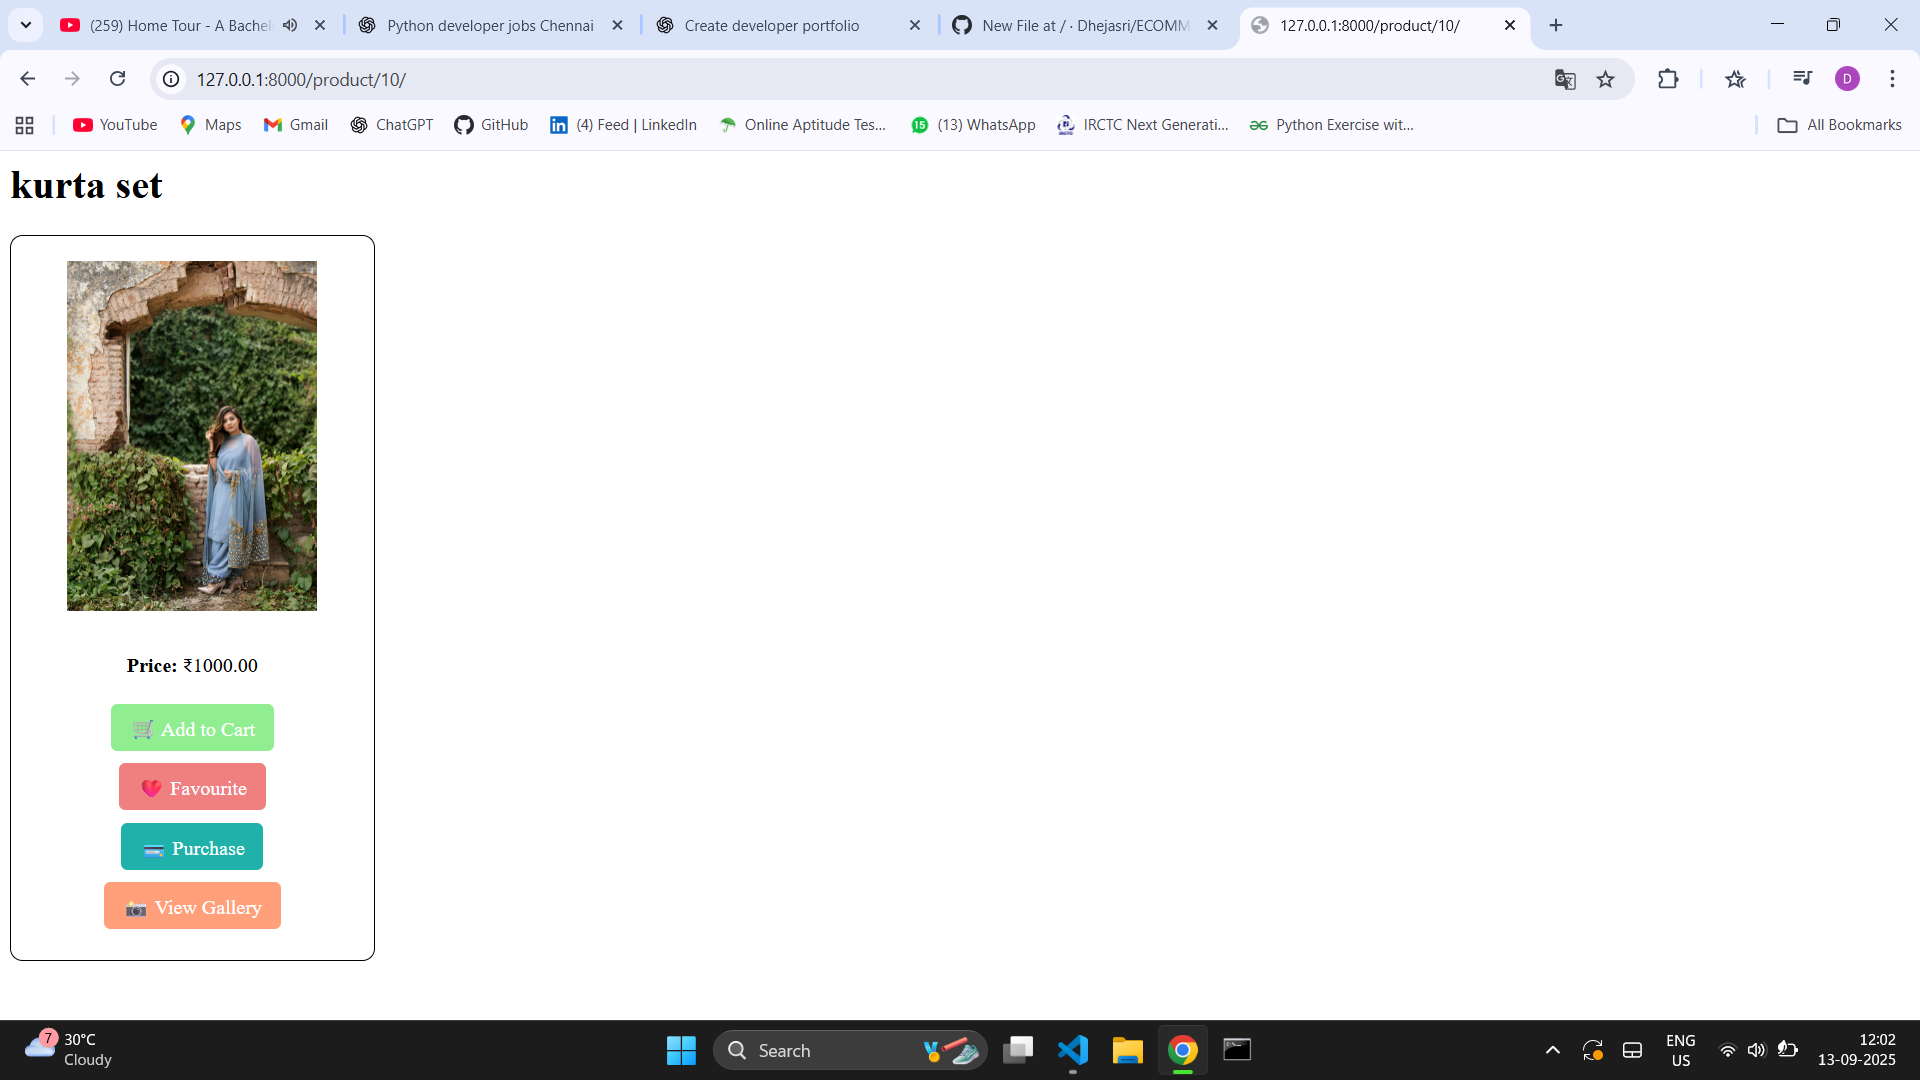 (259) Home Tour - A Bachel
Python developer jobs Chennai
Create developer portfolio
New File at / · Dhejasri/ECOMM
127.0.0.1:8000/product/10/
127.0.0.1:8000/product/10/
D
YouTube
Maps
Gmail
ChatGPT
GitHub
(4) Feed | LinkedIn
Online Aptitude Tes...
15
(13) WhatsApp
IRCTC Next Generati...
Python Exercise wit...
All Bookmarks
kurta set
Price: ₹1000.00
🛒 Add to Cart
❤️ Favourite
💳 Purchase
📸 View Gallery
7
30°C
Cloudy
Search
ENG
US
12:02
13-09-2025